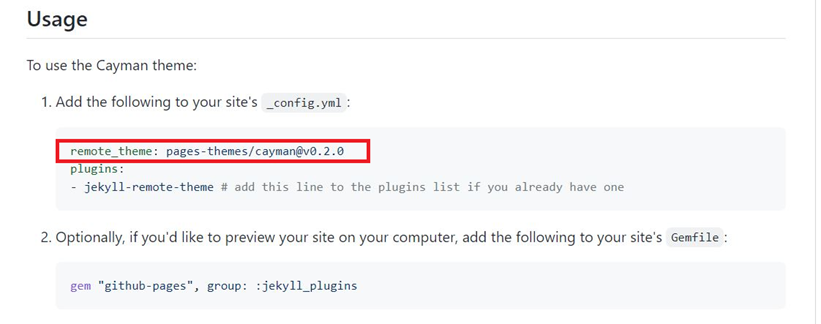 Usage
To use the Cayman theme:
1. Add the following to your site's _config.yml:
remote_theme: pages-themes/cayman@v0.2.0
plugins:
- jekyll-remote-theme # add this line to the plugins list if you already have one
2. Optionally, if you'd like to preview your site on your computer, add the following to your site's Gemfile:
gem "github-pages", group: :jekyll_plugins